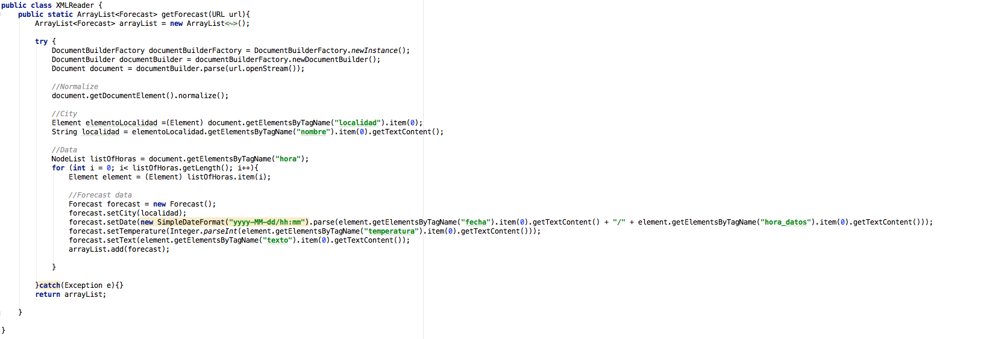 public class XMLReader {
public static ArrayList<Forecast> getForecast(URL url){
ArrayList<Forecast> arrayList = new ArrayList<~>();
try {
DocumentBuilderFactory documentBuilderFactory = DocumentBuilderFactory.newInstance();
DocumentBuilder documentBuilder = documentBuilderFactory.newDocumentBuilder();
Document document = documentBuilder.parse(url.openStream());
//Normalize
document.getDocumentElement().normalize();
//City
Element elementoLocalidad =(Element) document.getElementsByTagName("localidad").item(0);
String localidad = elementoLocalidad.getElementsByTagName("nombre").item(0).getTextContent();
//Data
NodeList listOfHoras = document.getElementsByTagName("hora");
for (int i = 0; i< listOfHoras.getLength(); i++){
Element element = (Element) listOfHoras.item(i);
//Forecast data
Forecast forecast = new Forecast();
forecast.setCity(localidad);
forecast.setDate(new SimpleDateFormat("yyyy-MM-dd/hh:mm").parse(element.getElementsByTagName("fecha").item(0).getTextContent() + "/" + element.getElementsByTagName("hora_datos").item(0).getTextContent()));
forecast.setTemperature(Integer.parseInt(element.getElementsByTagName("temperatura").item(0).getTextContent()));
forecast.setText(element.getElementsByTagName("texto").item(0).getTextContent());
arrayList.add(forecast);
}
}catch(Exception e){}
return arrayList;
}
}